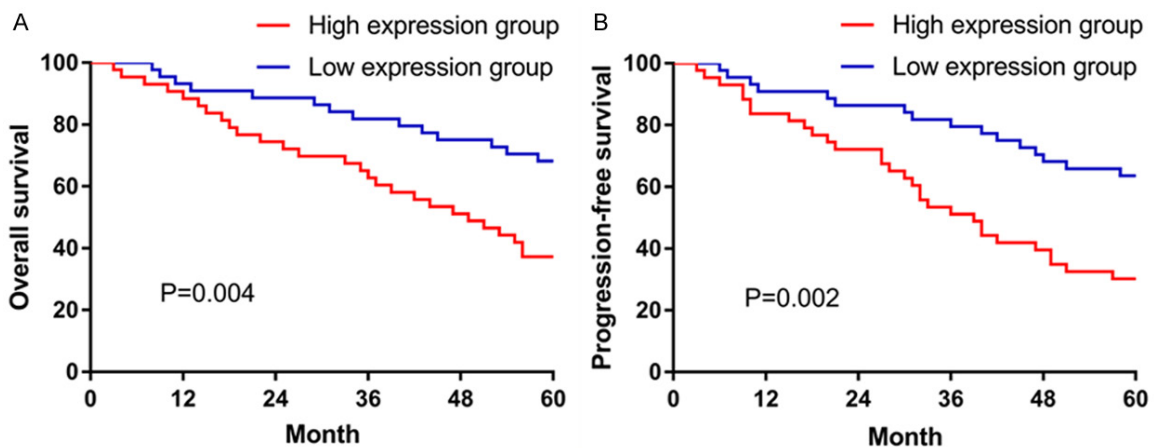 A
High expression group
Low expression group
Overall survival
100
80
60
40
20
0
P=0.004
0 12 24 36 48 60
Month
B
High expression group
Low expression group
Progression-free survival
100
80
60
40
20
0
P=0.002
0 12 24 36 48 60
Month